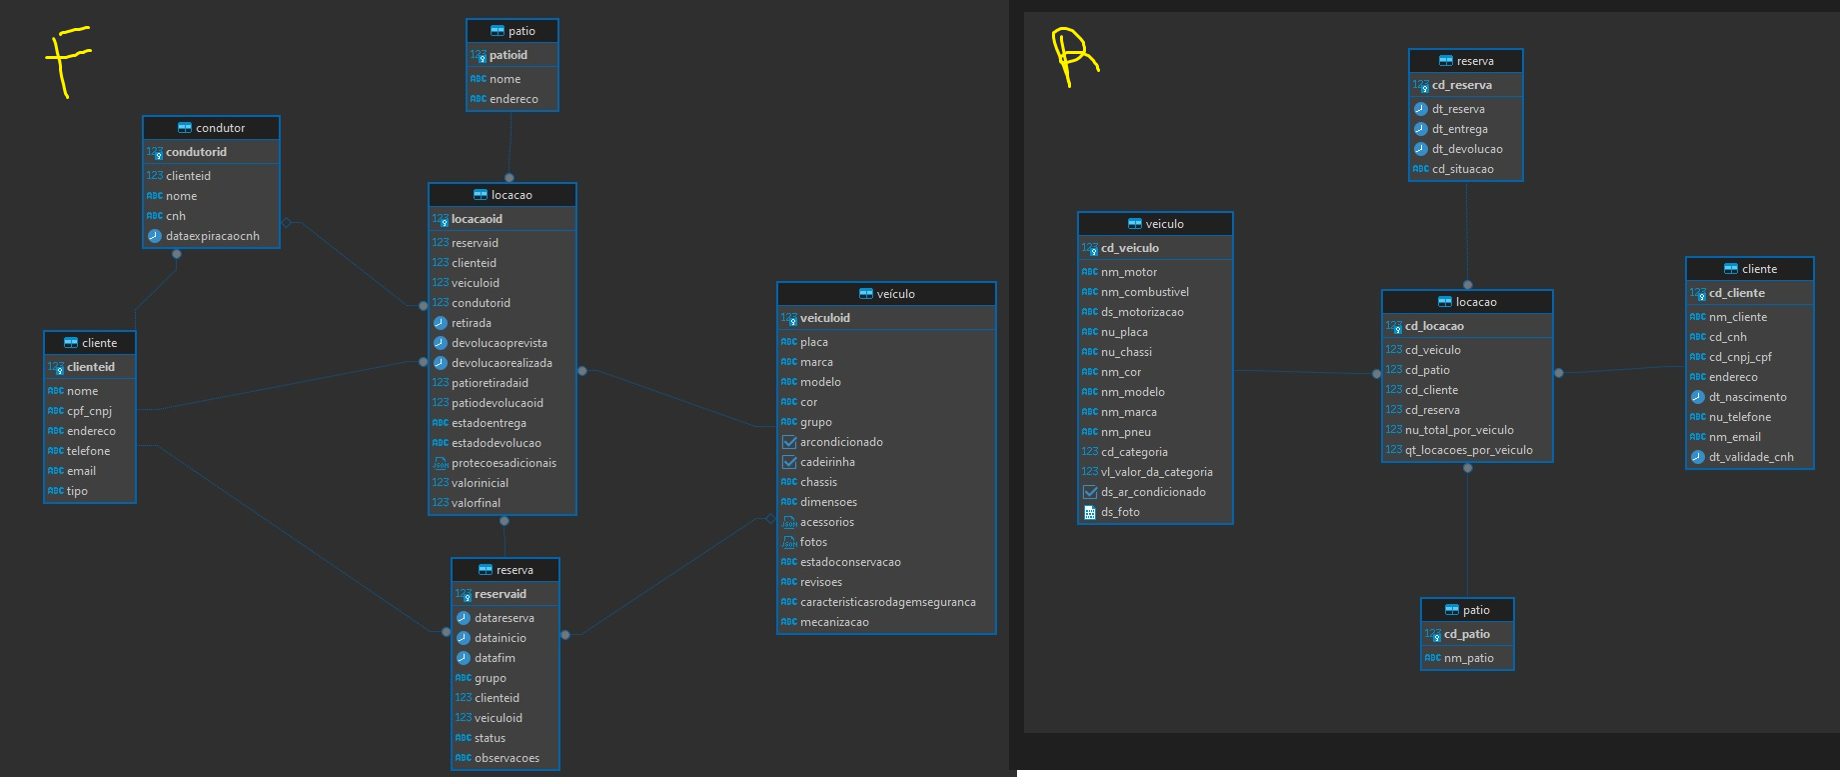 F
patio
123 patioid
ABC nome
ABC endereco
condutor
123 condutorid
123 clienteid
ABC nome
ABC cnh
dataexpiracaocnh
locacao
123 locacaoid
123 reservaid
123 clienteid
123 veiculoid
123 condutorid
retirada
devolucaoprevista
devolucaorealizada
123 patioretiradaid
123 patiodevolucaoid
ABC estadoentrega
ABC estadodevolucao
JSON protecoesadicionais
123 valorinicial
123 valorfinal
cliente
123 clienteid
ABC nome
ABC cpf_cnpj
ABC endereco
ABC telefone
ABC email
ABC tipo
veículo
123 veiculoid
ABC placa
ABC marca
ABC modelo
ABC cor
ABC grupo
arcondicionado
cadeirinha
ABC chassis
ABC dimensoes
JSON acessorios
JSON fotos
ABC estadoconservacao
ABC revisoes
ABC caracteristicasrodagemseguranca
ABC mecanizacao
reserva
123 reservaid
datareserva
datainicio
datafim
ABC grupo
123 clienteid
123 veiculoid
ABC status
ABC observacoes
R
reserva
123 cd_reserva
dt_reserva
dt_entrega
dt_devolucao
ABC cd_situacao
veiculo
123 cd_veiculo
ABC nm_motor
ABC nm_combustivel
ABC ds_motorizacao
ABC nu_placa
ABC nu_chassi
ABC nm_cor
ABC nm_modelo
ABC nm_marca
ABC nm_pneu
123 cd_categoria
123 vl_valor_da_categoria
ds_ar_condicionado
ds_foto
locacao
123 cd_locacao
123 cd_veiculo
123 cd_patio
123 cd_cliente
123 cd_reserva
123 nu_total_por_veiculo
123 qt_locacoes_por_veiculo
cliente
123 cd_cliente
ABC nm_cliente
ABC cd_cnh
ABC cd_cnpj_cpf
ABC endereco
dt_nascimento
ABC nu_telefone
ABC nm_email
dt_validade_cnh
patio
123 cd_patio
ABC nm_patio